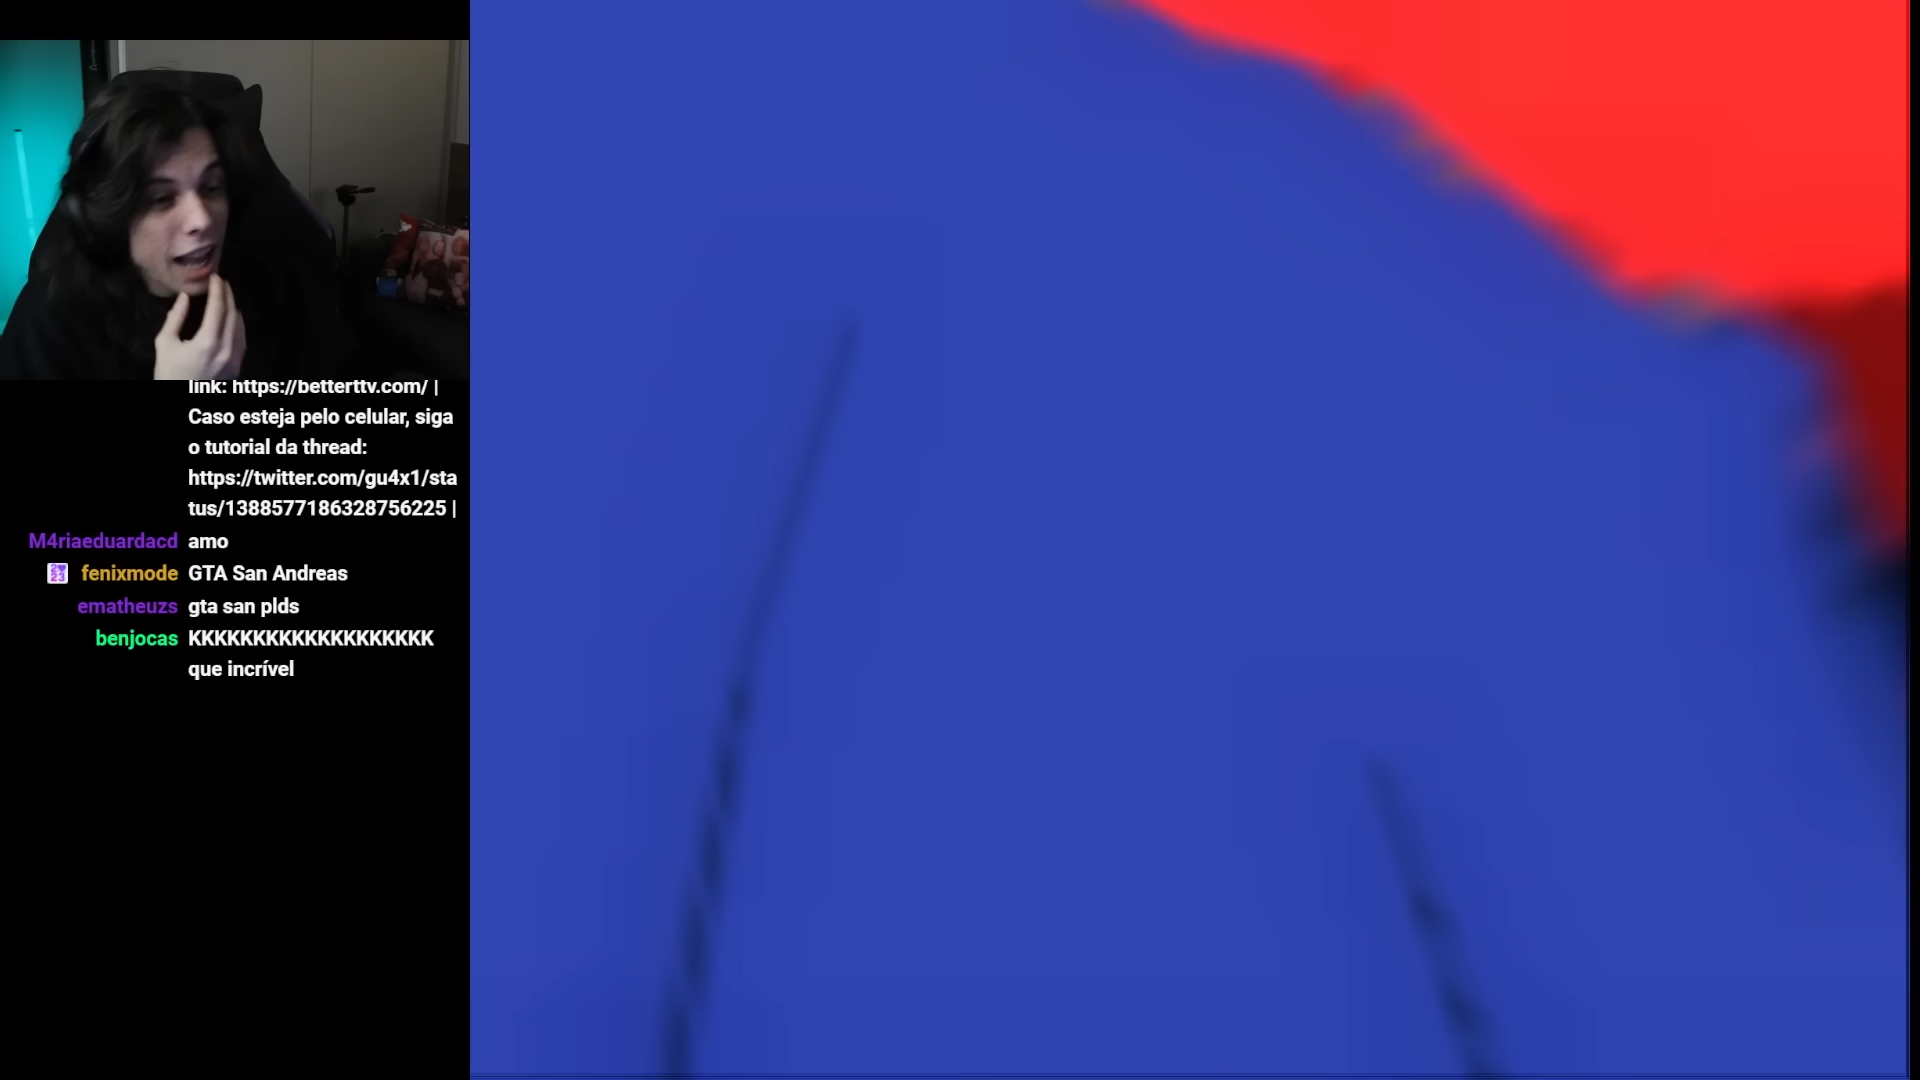 link: https://betterttv.com/ |
Caso esteja pelo celular, siga
o tutorial da thread:
https://twitter.com/gu4x1/sta
tus/1388577186328756225 |
M4riaeduardacd amo
fenixmode GTA San Andreas
ematheuzs gta san plds
benjocas KKKKKKKKKKKKKKKKKKK
que incrível